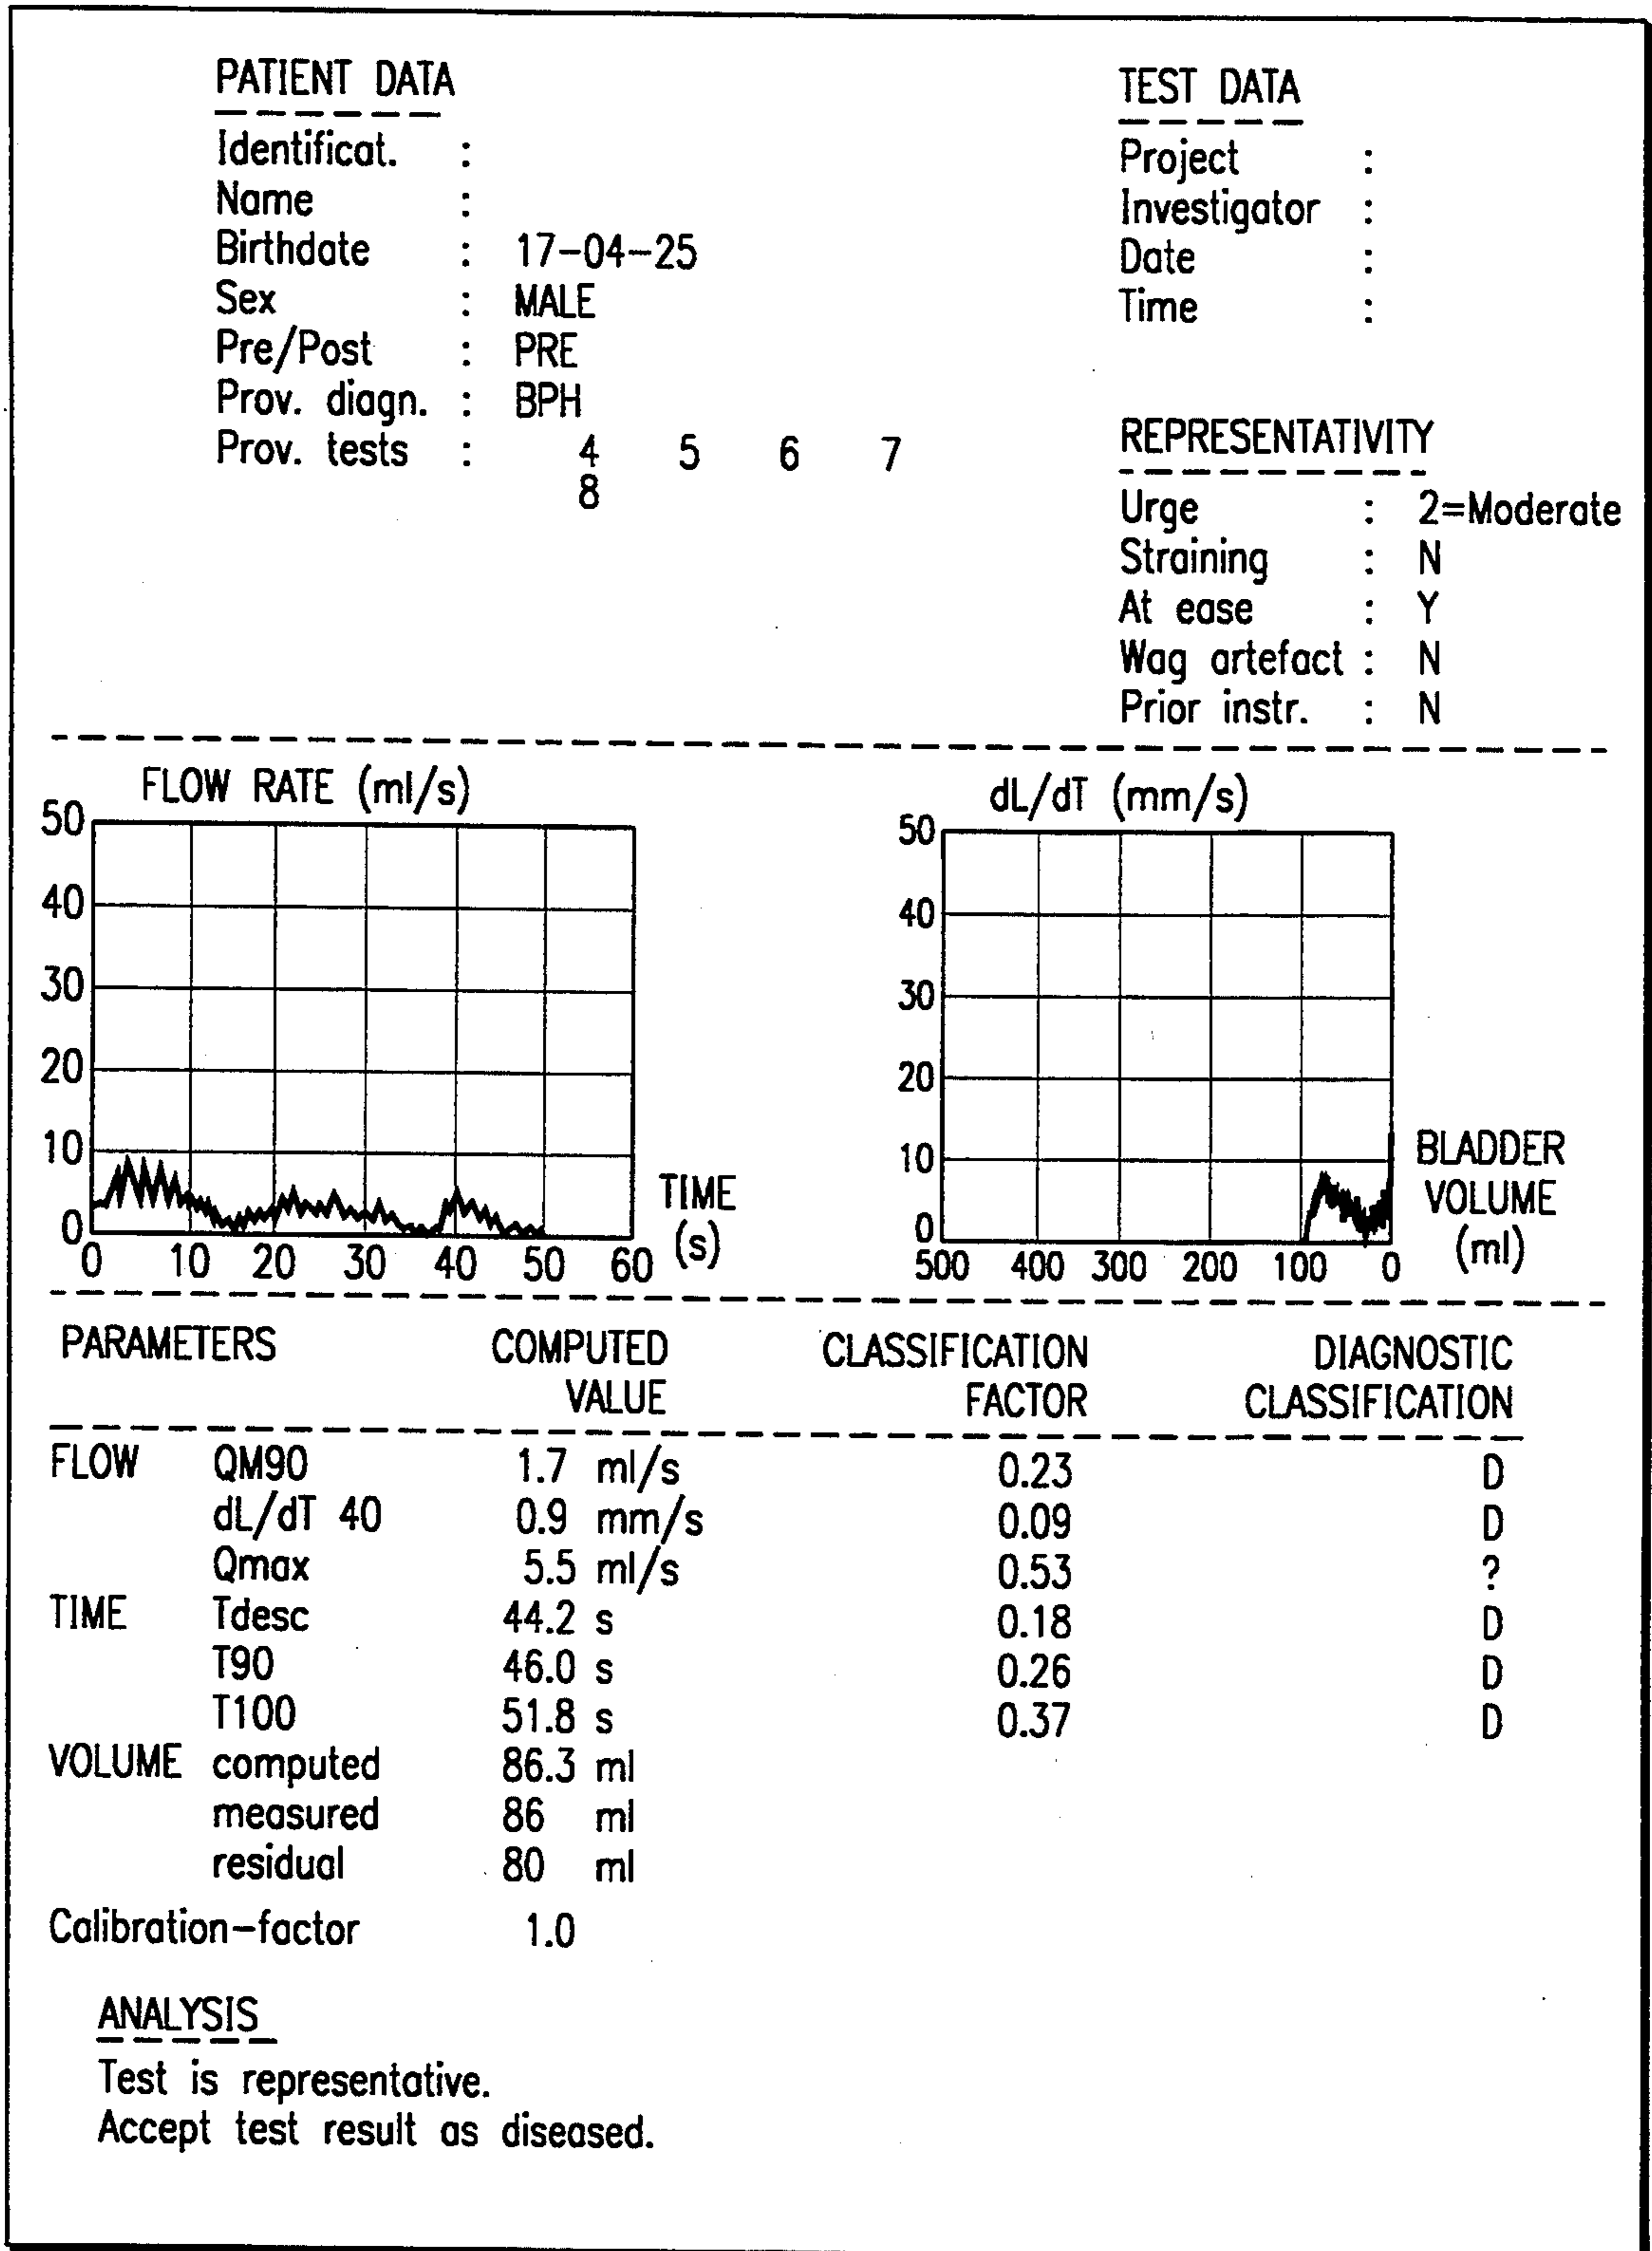 PATIENT DATA
Identificat. :
Name :
Birthdate : 17-04-25
Sex : MALE
Pre/Post : PRE
Prov. diagn. : BPH
Prov. tests : 4 5 6 7
8
TEST DATA
Project :
Investigator :
Date :
Time :
REPRESENTATIVITY
Urge : 2=Moderate
Straining : N
At ease : Y
Wag artefact : N
Prior instr. : N
FLOW RATE (ml/s)
50
40
30
20
10
0
0 10 20 30 40 50 60
TIME
(s)
dL/dT (mm/s)
50
40
30
20
10
0
500 400 300 200 100 0
BLADDER
VOLUME
(ml)
PARAMETERS COMPUTED CLASSIFICATION DIAGNOSTIC
VALUE FACTOR CLASSIFICATION
FLOW QM90 1.7 ml/s 0.23 D
dL/dT 40 0.9 mm/s 0.09 D
Qmax 5.5 ml/s 0.53 ?
TIME Tdesc 44.2 s 0.18 D
T90 46.0 s 0.26 D
T100 51.8 s 0.37 D
VOLUME computed 86.3 ml
measured 86 ml
residual 80 ml
Calibration-factor 1.0
ANALYSIS
Test is representative.
Accept test result as diseased.